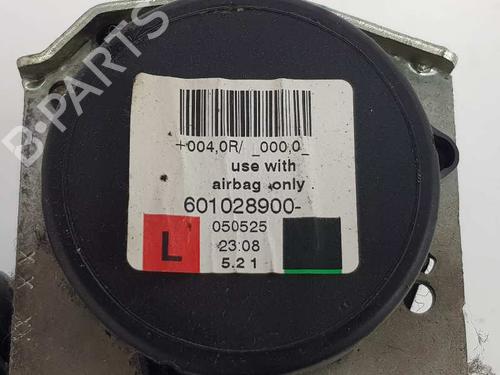 B-PARTS
+004,0R/ _000,0_
use with
airbag only
601028900-
050525
L
23:08
5.2 1